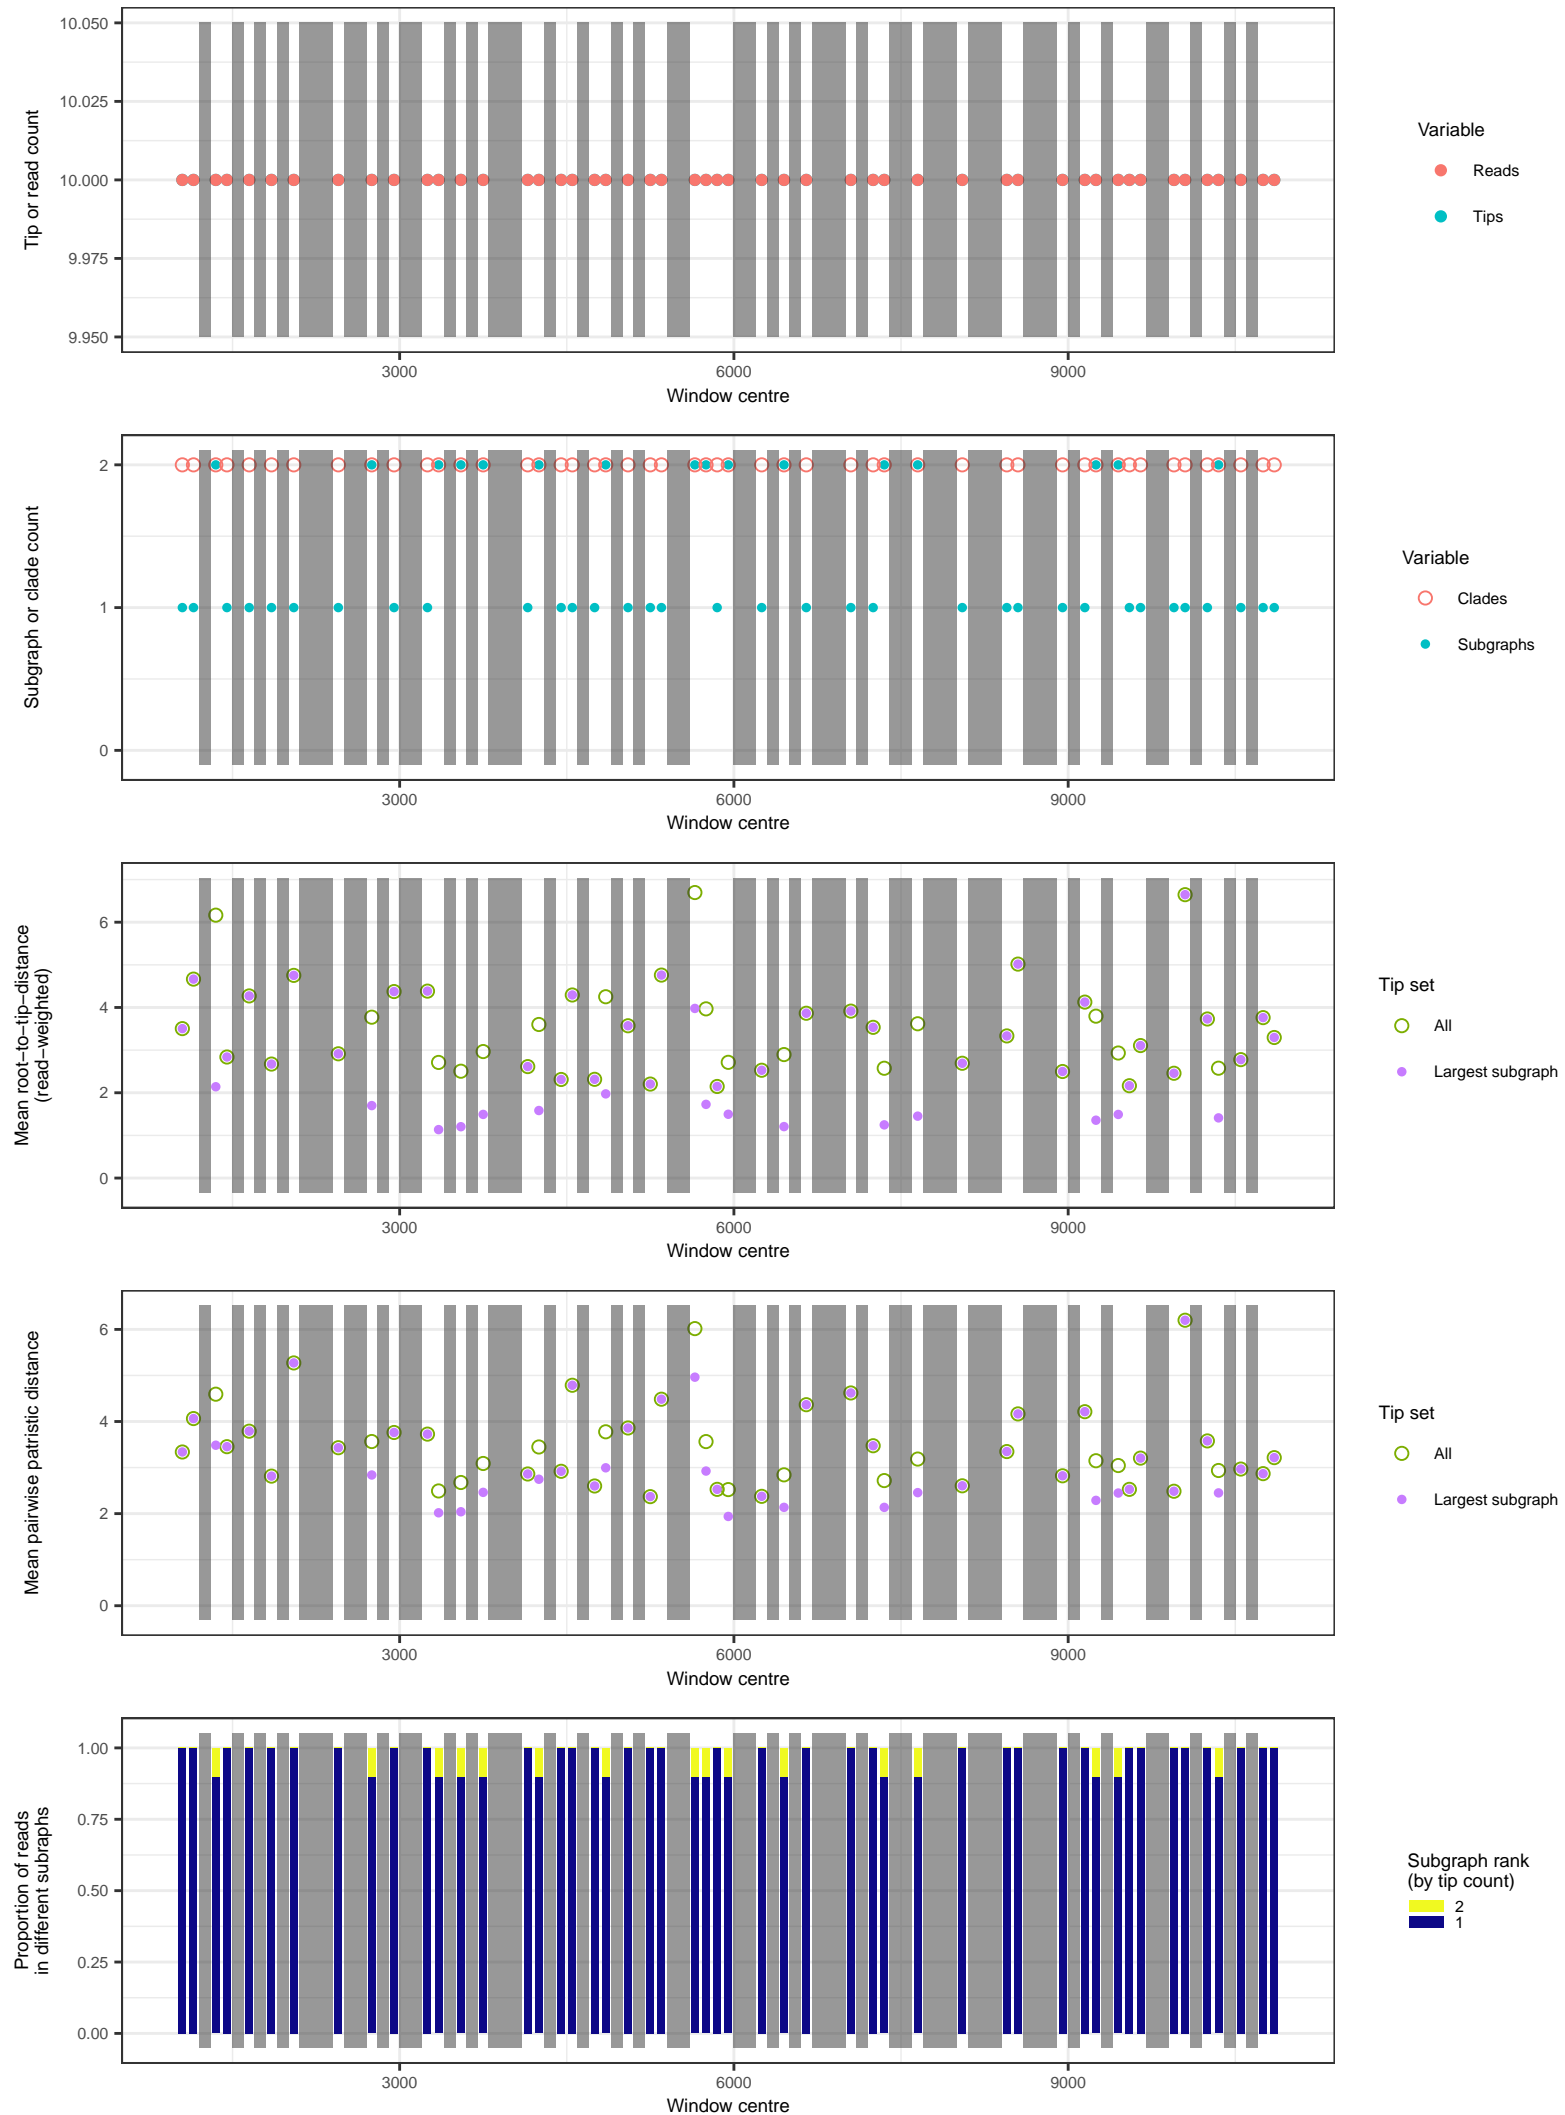 10.050
10.025
10.000
9.975
9.950
Tip or read count
3000
6000
9000
Window centre
Variable
Reads
Tips
2
1
0
Subgraph or clade count
3000
6000
9000
Window centre
Variable
Clades
Subgraphs
6
4
2
0
Mean root−to−tip−distance
(read−weighted)
3000
6000
9000
Window centre
Tip set
All
Largest subgraph
6
4
2
0
Mean pairwise patristic distance
3000
6000
9000
Window centre
Tip set
All
Largest subgraph
1.00
0.75
0.50
0.25
0.00
Proportion of reads
in different subraphs
3000
6000
9000
Window centre
Subgraph rank
(by tip count)
2
1